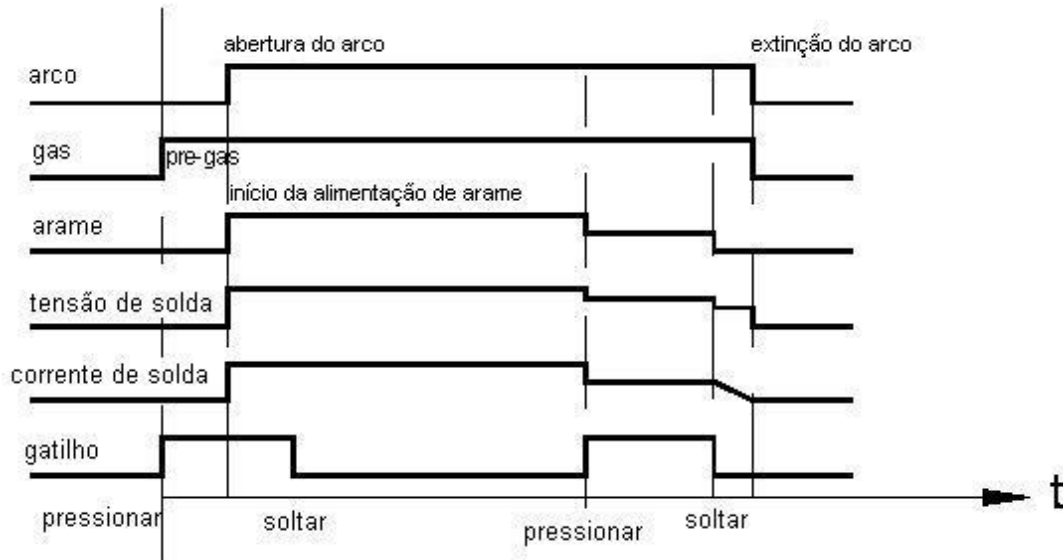 abertura do arco
extinção do arco
arco
gas
pre-gas
início da alimentação de arame
arame
tensão de solda
corrente de solda
gatilho
t
pressionar
soltar
pressionar
soltar